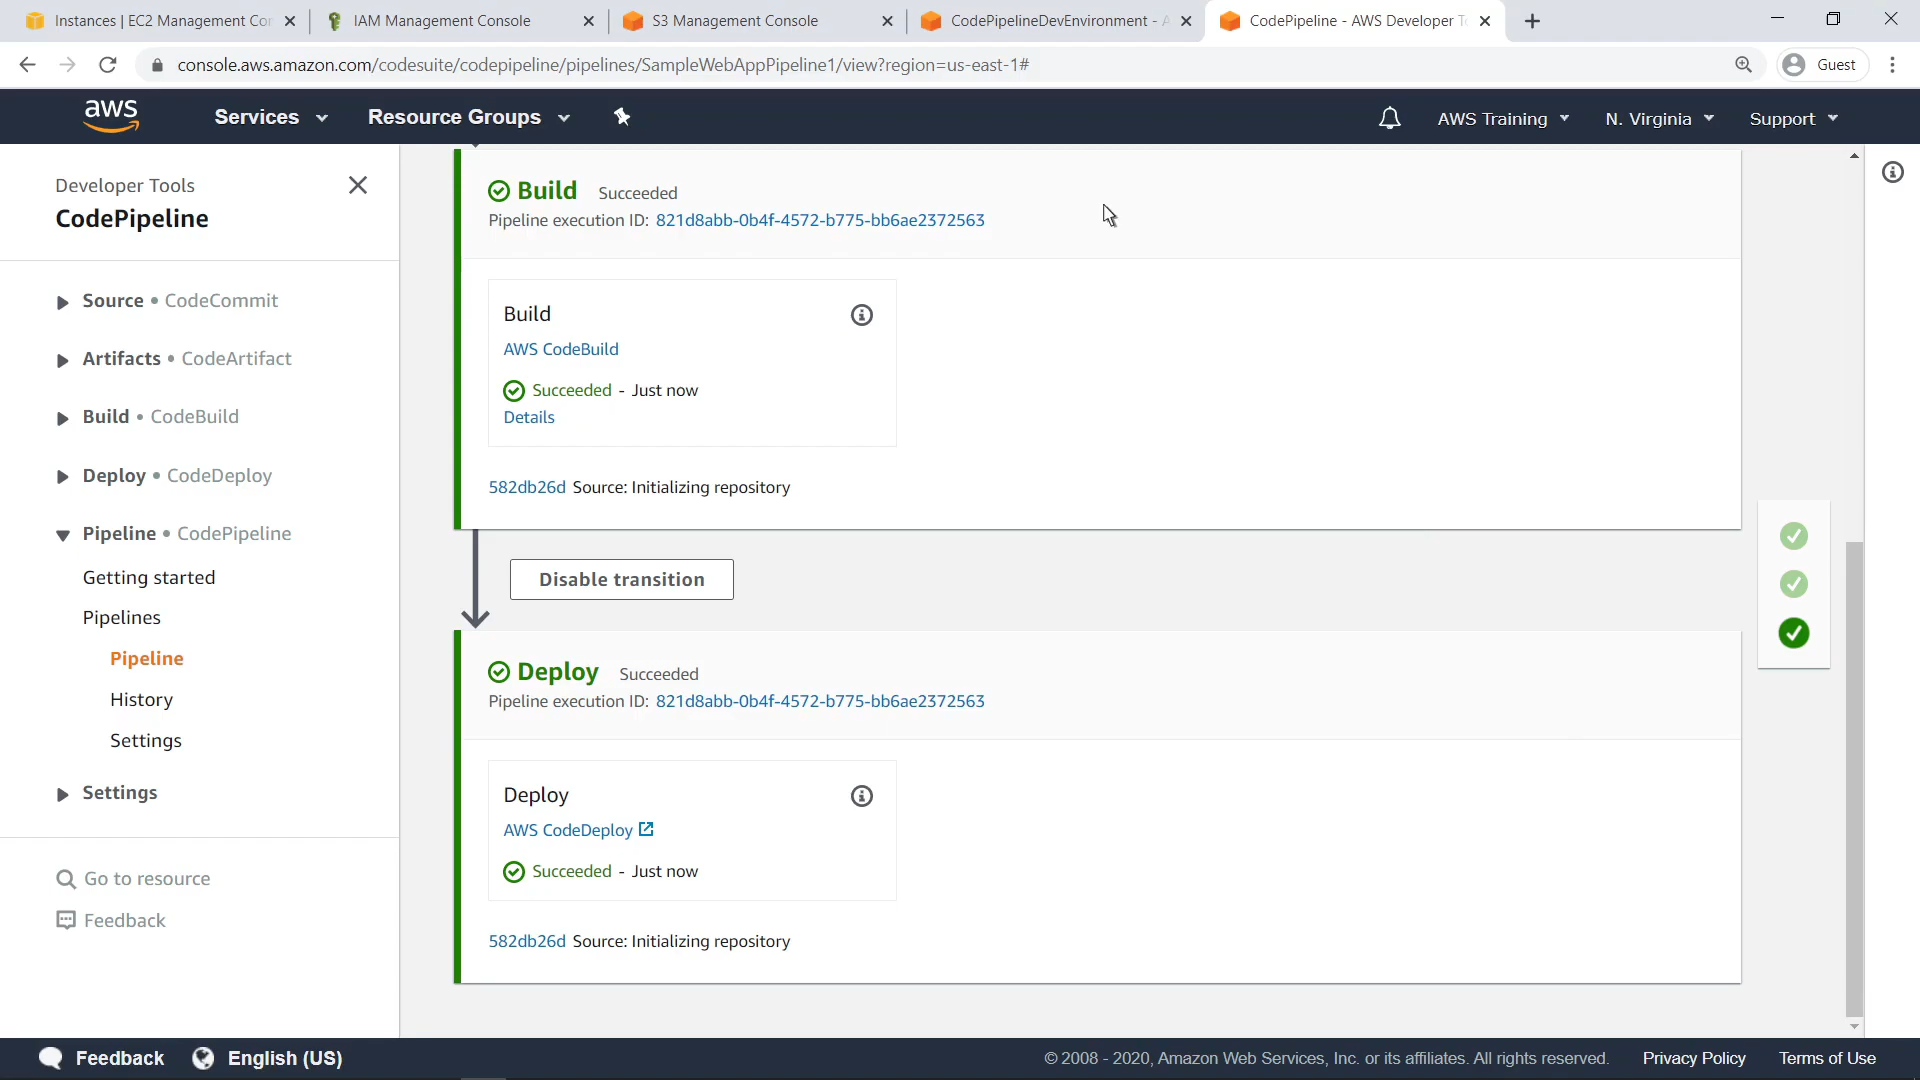 Instances | EC2 Management Con
IAM Management Console
S3 Management Console
CodePipelineDevEnvironment - A
CodePipeline - AWS Developer To
console.aws.amazon.com/codesuite/codepipeline/pipelines/SampleWebAppPipeline1/view?region=us-east-1#
Guest
aws
Services
Resource Groups
AWS Training
N. Virginia
Support
Developer Tools
CodePipeline
Source • CodeCommit
Artifacts • CodeArtifact
Build • CodeBuild
Deploy • CodeDeploy
Pipeline • CodePipeline
Getting started
Pipelines
Pipeline
History
Settings
Settings
Go to resource
Feedback
Build Succeeded
Pipeline execution ID: 821d8abb-0b4f-4572-b775-bb6ae2372563
Build
AWS CodeBuild
Succeeded - Just now
Details
582db26d Source: Initializing repository
Disable transition
Deploy Succeeded
Pipeline execution ID: 821d8abb-0b4f-4572-b775-bb6ae2372563
Deploy
AWS CodeDeploy
Succeeded - Just now
582db26d Source: Initializing repository
Feedback
English (US)
© 2008 - 2020, Amazon Web Services, Inc. or its affiliates. All rights reserved.
Privacy Policy
Terms of Use